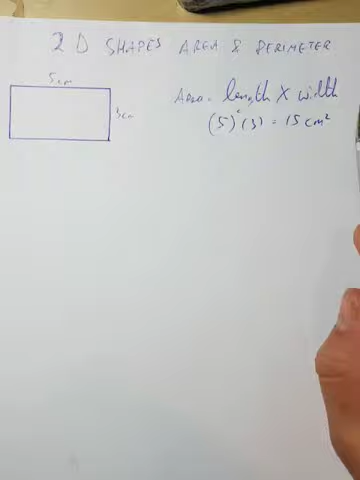 2D SHAPES AREA & PERIMETER
5cm
3cm
Area = length X width
(5) (3) = 15 cm²